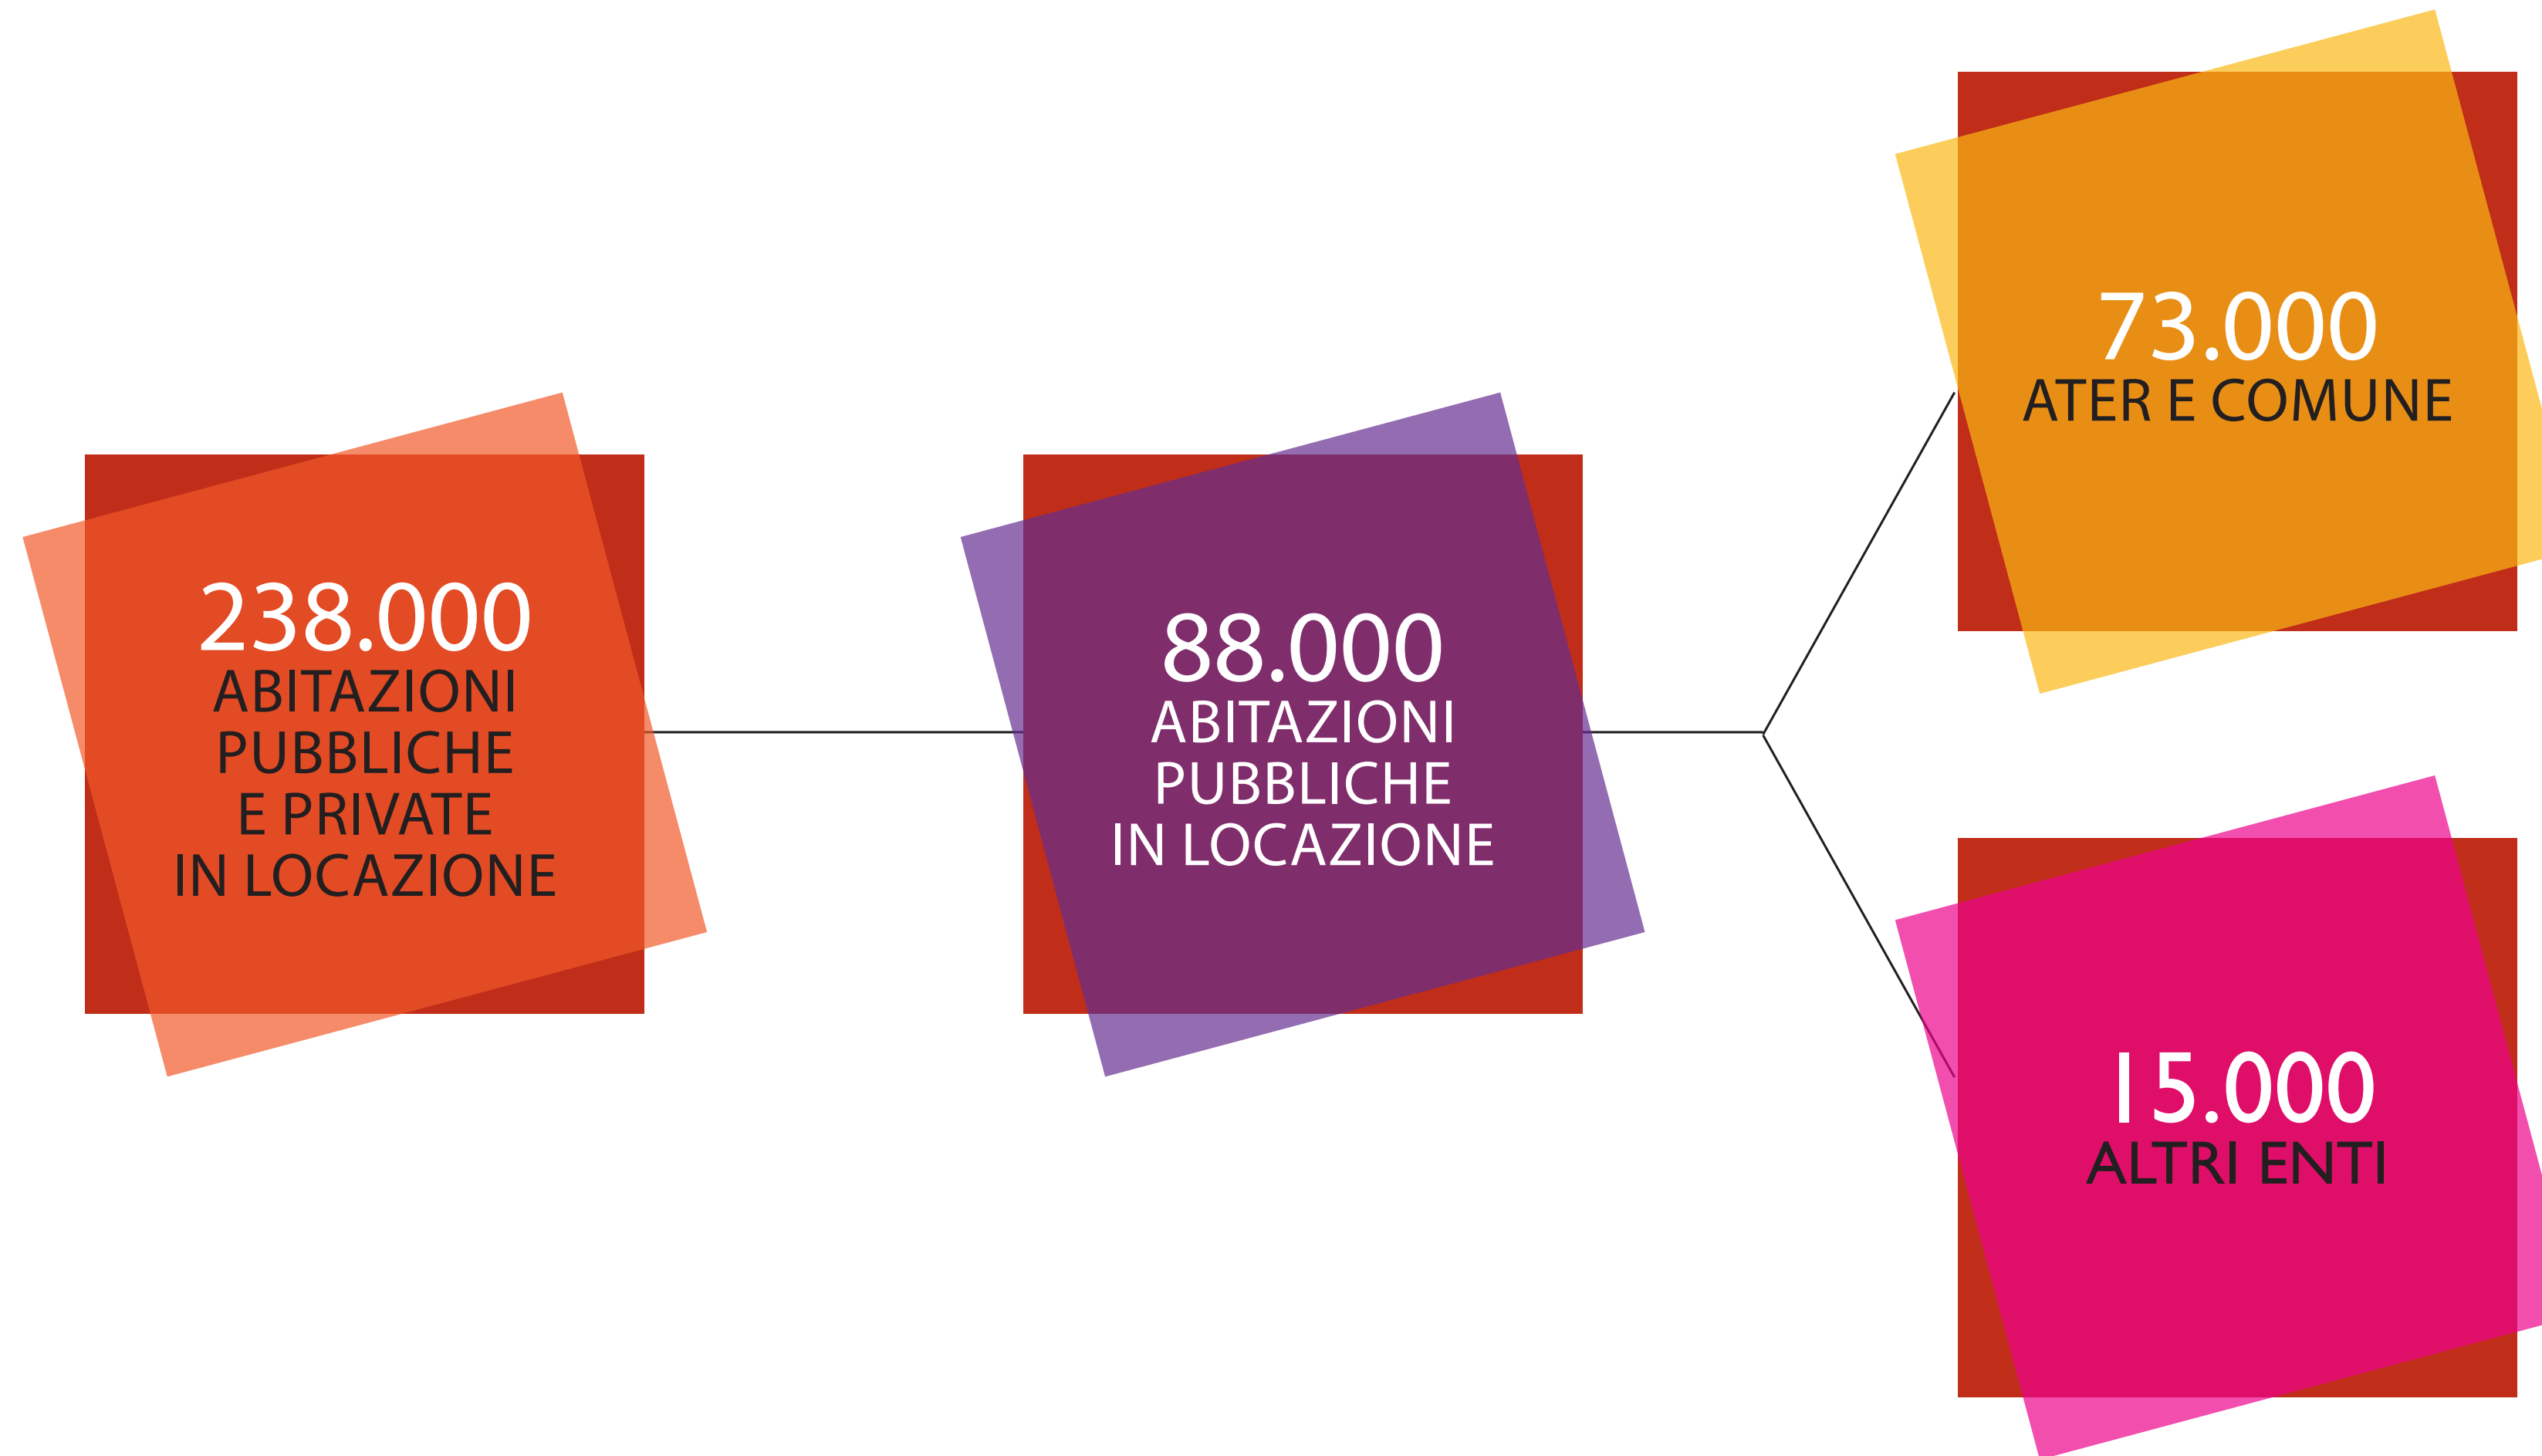 238.000
ABITAZIONI
PUBBLICHE
E PRIVATE
IN LOCAZIONE
88.000
ABITAZIONI
PUBBLICHE
IN LOCAZIONE
73.000
ATER E COMUNE
15.000
ALTRI ENTI